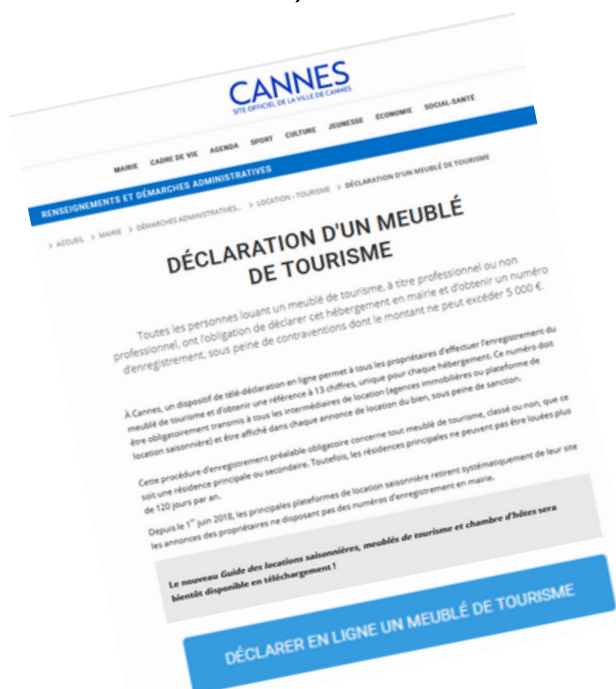 CANNES
SITE OFFICIEL DE LA VILLE DE CANNES
MAIRIE CADRE DE VIE AGENDA SPORT CULTURE JEUNESSE ÉCONOMIE SOCIAL-SANTE
RENSEIGNEMENTS ET DÉMARCHES ADMINISTRATIVES
> ACCUEIL > MAIRIE > DÉMARCHES ADMINISTRATIVES... > LOCATION - TOURISME > DÉCLARATION D'UN MEUBLÉ DE TOURISME
DÉCLARATION D'UN MEUBLÉ
DE TOURISME
Toutes les personnes louant un meublé de tourisme, à titre professionnel ou non
professionnel, ont l'obligation de déclarer cet hébergement en mairie et d'obtenir un numéro
d'enregistrement, sous peine de contraventions dont le montant ne peut excéder 5 000 €.
À Cannes, un dispositif de télé-déclaration en ligne permet à tous les propriétaires d'effectuer l'enregistrement du
meublé de tourisme et d'obtenir une référence à 13 chiffres, unique pour chaque hébergement. Ce numéro doit
être obligatoirement transmis à tous les intermédiaires de location (agences immobilières ou plateforme de
location saisonnière) et être affiché dans chaque annonce de location du bien, sous peine de sanction.
Cette procédure d'enregistrement préalable obligatoire concerne tout meublé de tourisme, classé ou non, que ce
soit une résidence principale ou secondaire. Toutefois, les résidences principales ne peuvent pas être louées plus
de 120 jours par an.
Depuis le 1er juin 2018, les principales plateformes de location saisonnière retirent systématiquement de leur site
les annonces des propriétaires ne disposant pas des numéros d'enregistrement en mairie.
Le nouveau Guide des locations saisonnières, meublés de tourisme et chambre d'hôtes sera
bientôt disponible en téléchargement !
DÉCLARER EN LIGNE UN MEUBLÉ DE TOURISME